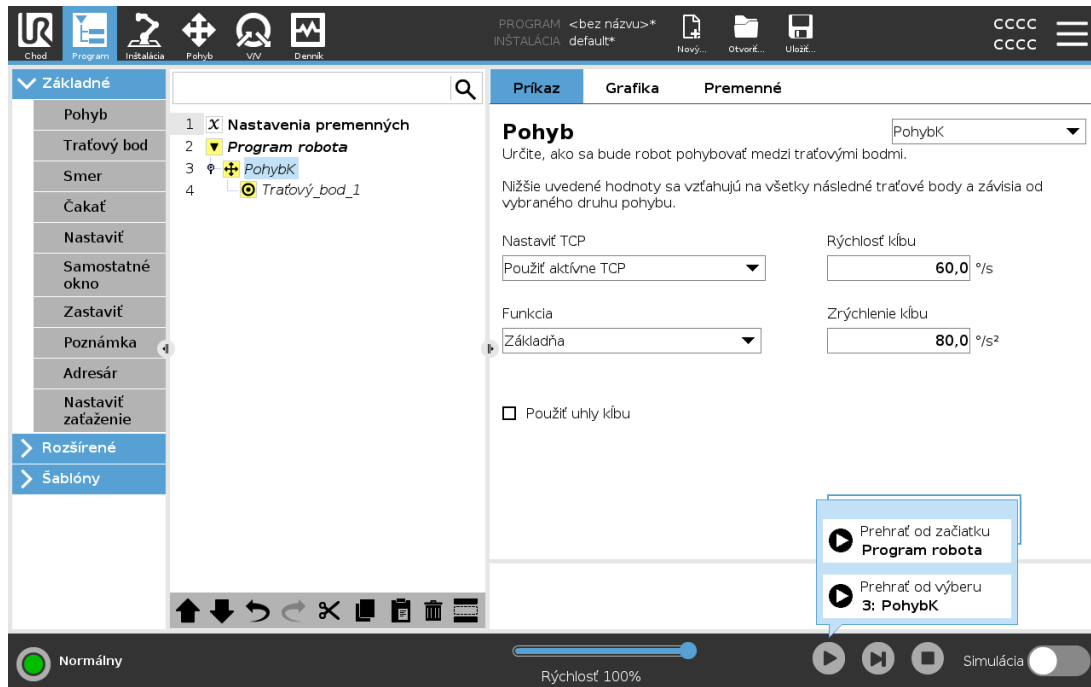 PROGRAM <bez názvu>*
INŠTALÁCIA default*
Chod
Program
Inštalácia
Pohyb
V/V
Denník
Nový...
Otvoriť...
Uložiť...
CCCC
CCCC
Základné
Pohyb
Traťový bod
Smer
Čakať
Nastaviť
Samostatné
okno
Zastaviť
Poznámka
Adresár
Nastaviť
zaťaženie
Rozšírené
Šablóny
1 X Nastavenia premenných
2 Program robota
3 PohybK
4 Traťový_bod_1
Príkaz
Grafika
Premenné
Pohyb
PohybK
Určite, ako sa bude robot pohybovať medzi traťovými bodmi.
Nižšie uvedené hodnoty sa vzťahujú na všetky následné traťové body a závisia od
vybraného druhu pohybu.
Nastaviť TCP
Rýchlosť kĺbu
Použiť aktívne TCP
60,0 °/s
Funkcia
Zrýchlenie kĺbu
Základňa
80,0 °/s²
Použiť uhly kĺbu
Prehrať od začiatku
Program robota
Prehrať od výberu
3: PohybK
Normálny
Rýchlosť 100%
Simulácia